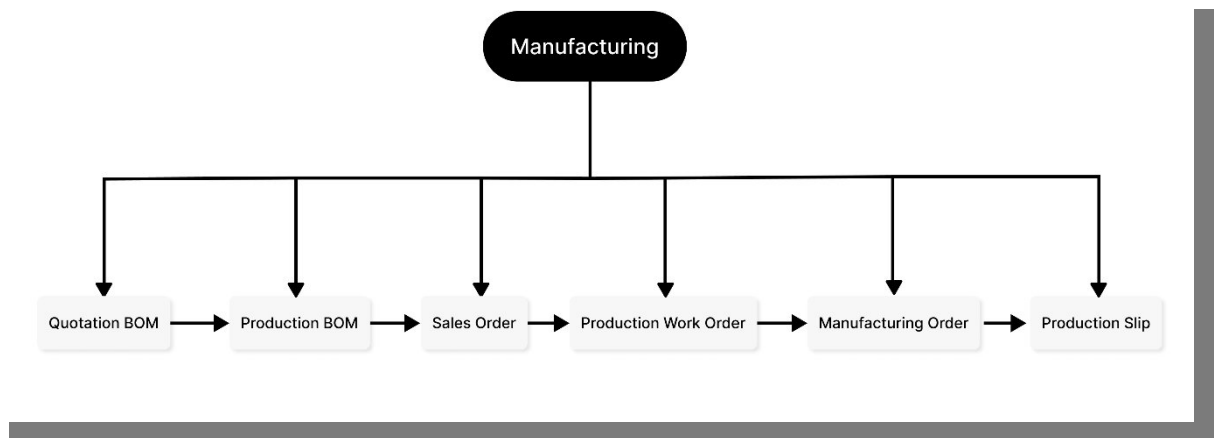 Manufacturing
Quotation BOM
Production BOM
Sales Order
Production Work Order
Manufacturing Order
Production Slip